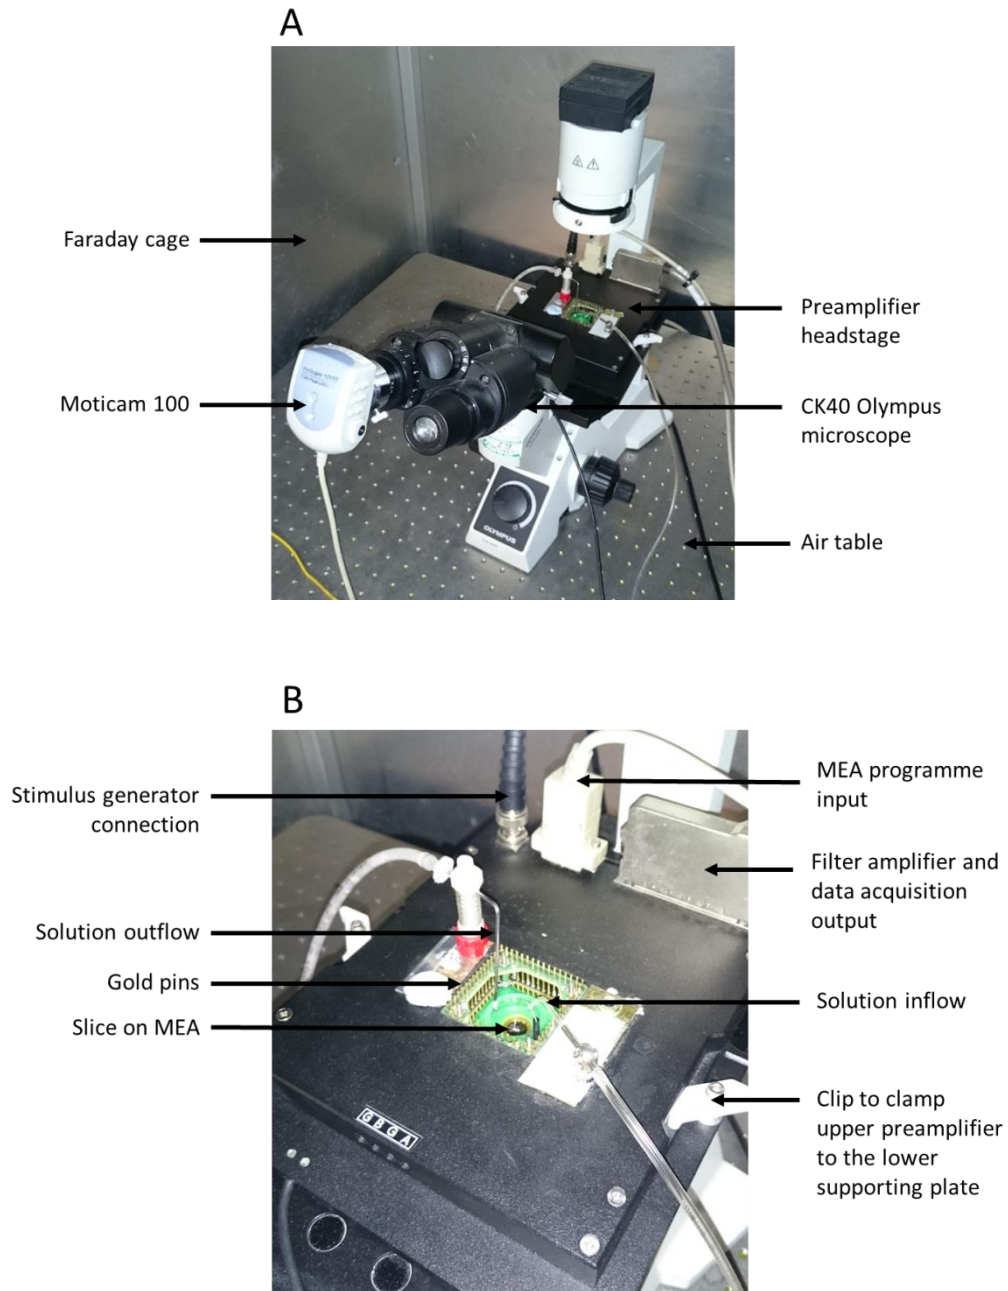 A
Faraday cage
Moticam 100
Preamplifier
headstage
CK40 Olympus
microscope
Air table
OLYMPUS
B
Stimulus generator
connection
Solution outflow
Gold pins
Slice on MEA
MEA programme
input
Filter amplifier and
data acquisition
output
Solution inflow
Clip to clamp
upper preamplifier
to the lower
supporting plate
G B G A